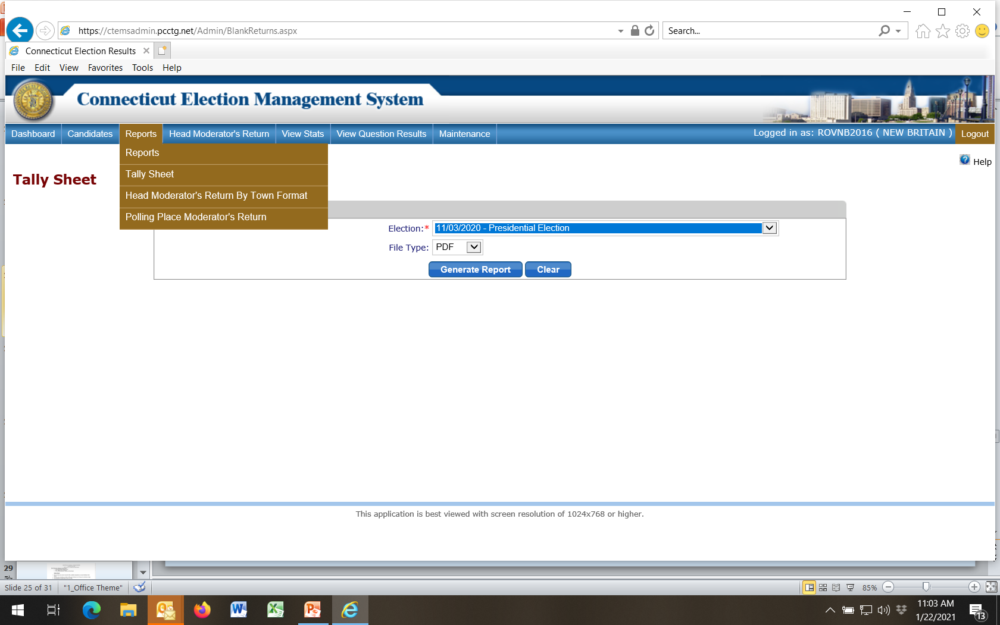 https://ctemsadmin.pcctg.net/Admin/BlankReturns.aspx
Search...
Connecticut Election Results
File Edit View Favorites Tools Help
Connecticut Election Management System
Dashboard Candidates Reports Head Moderator's Return View Stats View Question Results Maintenance
Logged in as: ROVNB2016 ( NEW BRITAIN ) Logout
Reports
Tally Sheet
Head Moderator's Return By Town Format
Polling Place Moderator's Return
Help
Tally Sheet
Election:* 11/03/2020 - Presidential Election
File Type: PDF
Generate Report Clear
This application is best viewed with screen resolution of 1024x768 or higher.
29
Slide 25 of 31 "1_Office Theme" 85%
11:03 AM
1/22/2021
13